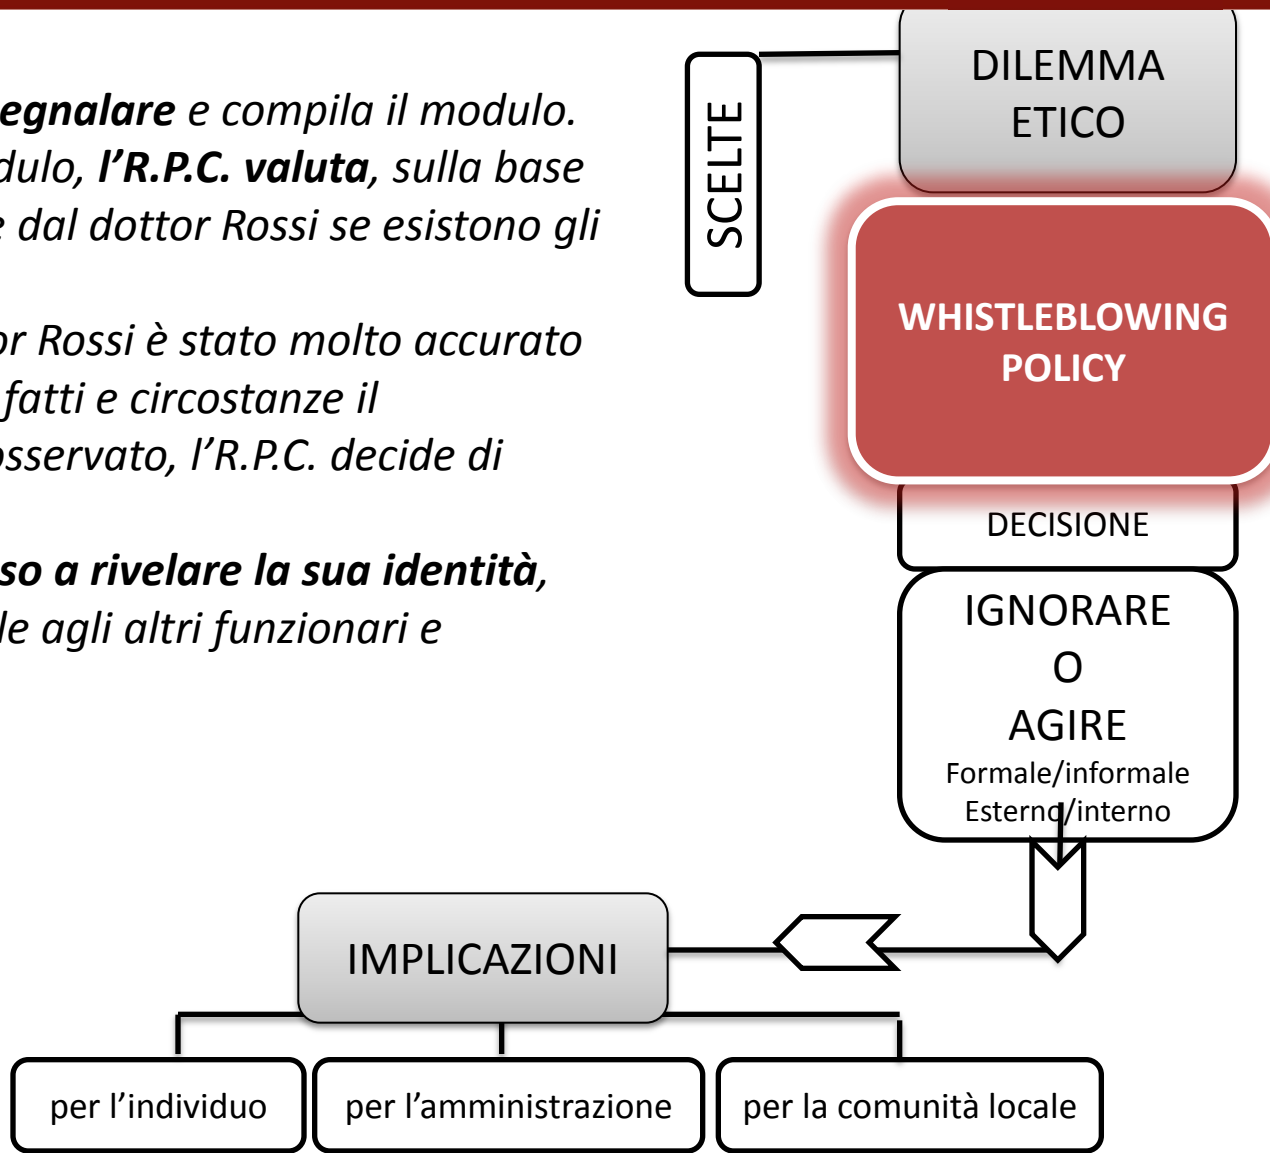 egnalare e compila il modulo.
dulo, l’R.P.C. valuta, sulla base
e dal dottor Rossi se esistono gli
or Rossi è stato molto accurato
fatti e circostanze il
osservato, l’R.P.C. decide di
so a rivelare la sua identità,
le agli altri funzionari e
SCELTE
DILEMMA
ETICO
WHISTLEBLOWING
POLICY
DECISIONE
IGNORARE
O
AGIRE
Formale/informale
Esterno/interno
IMPLICAZIONI
per l’individuo
per l’amministrazione
per la comunità locale